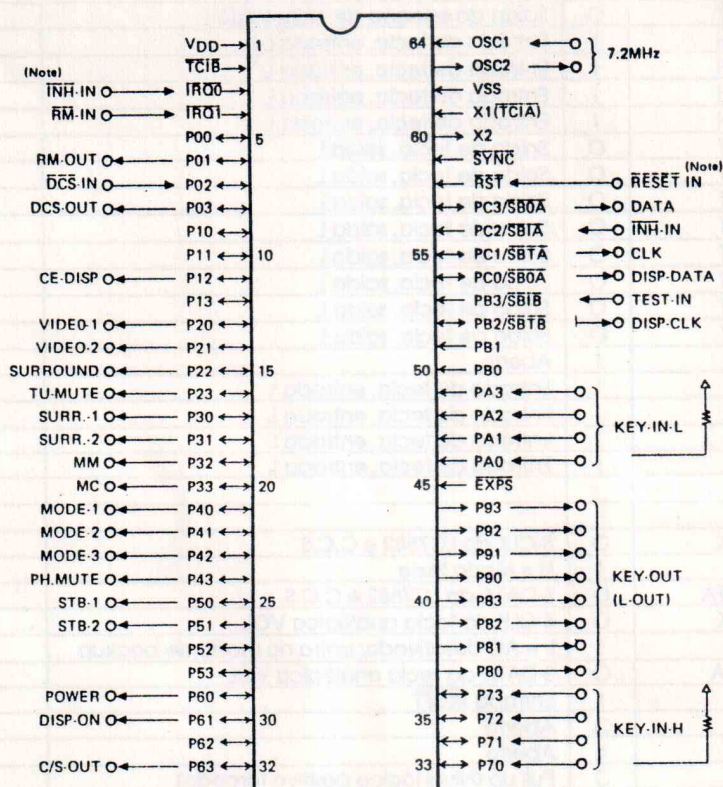 VDD 1 64 OSC1
7.2MHz
TCIB OSC2
(Note)
INH-IN IRQ0 VSS
RM-IN IRQ1 X1(TCIA)
P00 5 60 X2
RM-OUT P01 SYNC
(Note)
DCS-IN P02 RST RESET IN
DCS-OUT P03 PC3/SB0A DATA
P10 PC2/SBIA INH-IN
P11 10 55 PC1/SBTA CLK
CE-DISP P12 PC0/SB0A DISP-DATA
P13 PB3/SBIB TEST-IN
VIDEO-1 P20 PB2/SBTB DISP-CLK
VIDEO-2 P21 PB1
SURROUND P22 15 50 PB0
TU-MUTE P23 PA3
SURR.-1 P30 PA2
KEY-IN-L
SURR.-2 P31 PA1
MM P32 PA0
MC P33 20 45 EXFS
MODE-1 P40 P93
MODE-2 P41 P92
MODE-3 P42 P91
PH.MUTE P43 P90
KEY-OUT
STB-1 P50 25 40 P83
(L-OUT)
STB-2 P51 P82
P52 P81
P53 P80
POWER P60 P73
DISP-ON P61 30 35 P72
KEY-IN-H
P62 P71
C/S-OUT P63 32 33 P70